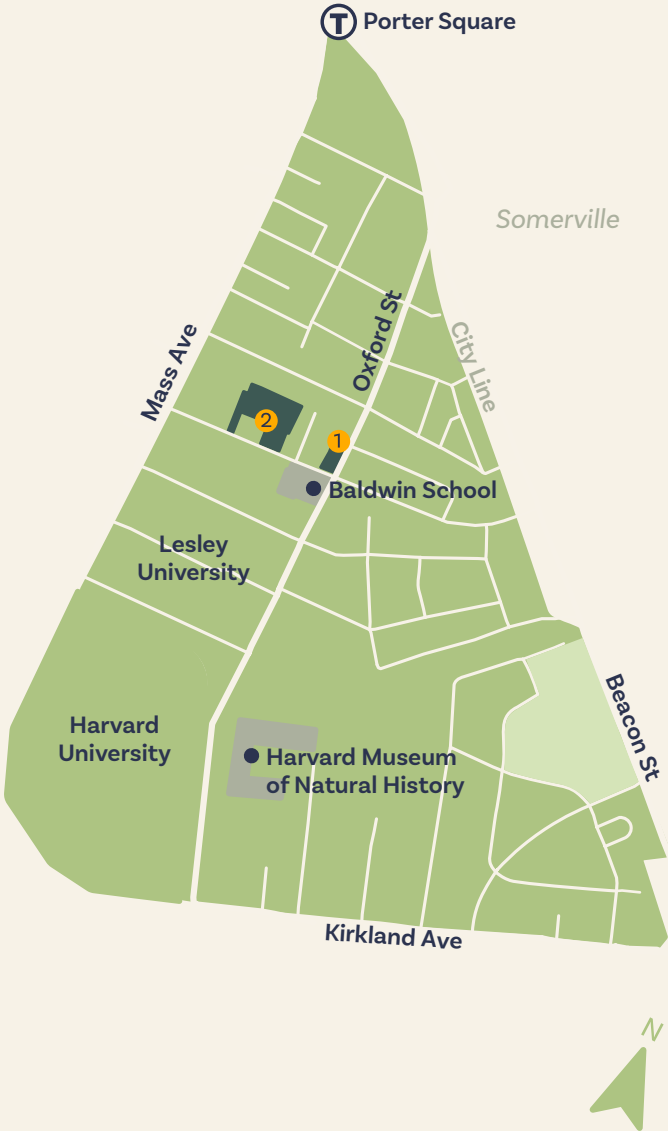 T Porter Square
Somerville
Mass Ave
Oxford St
City Line
2
1
Baldwin School
Lesley
University
Beacon St
Harvard
University
Harvard Museum
of Natural History
Kirkland Ave
N